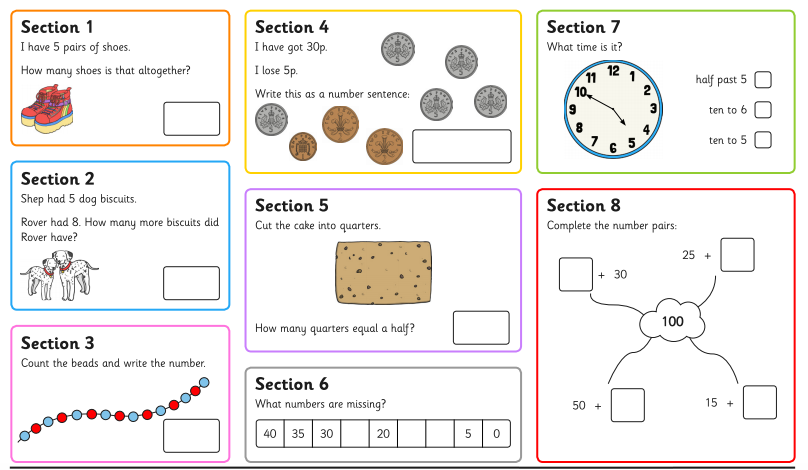 Section 1
I have 5 pairs of shoes.
How many shoes is that altogether?
Section 2
Shep had 5 dog biscuits.
Rover had 8. How many more biscuits did
Rover have?
Section 3
Count the beads and write the number.
Section 4
I have got 30p.
I lose 5p.
Write this as a number sentence:
5
5
5
5
5
Section 5
Cut the cake into quarters.
How many quarters equal a half?
Section 6
What numbers are missing?
40 35 30 20 5 0
Section 7
What time is it?
12
1
2
3
4
5
6
7
8
9
10
11
half past 5
ten to 6
ten to 5
Section 8
Complete the number pairs:
25 +
+ 30
100
50 +
15 +